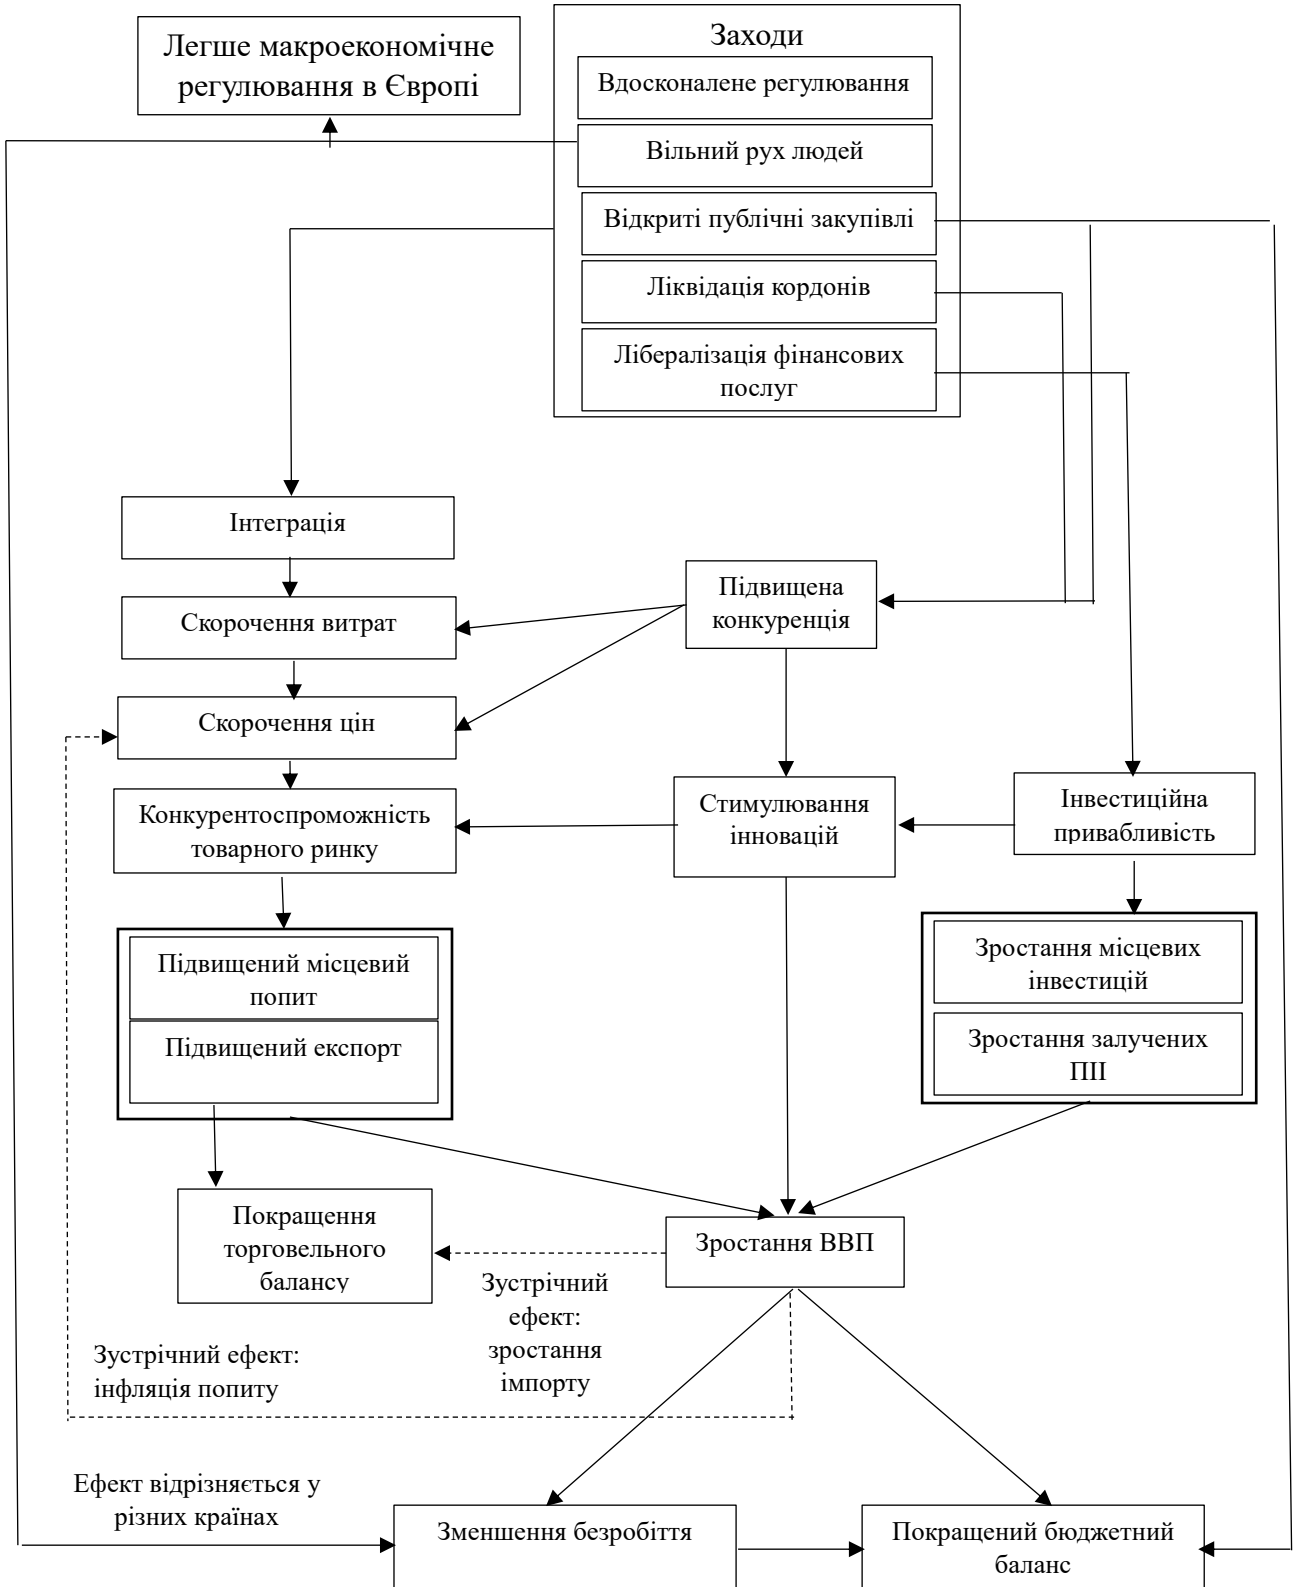 Легше макроекономічне
регулювання в Європі
Заходи
Вдосконалене регулювання
Вільний рух людей
Відкриті публічні закупівлі
Ліквідація кордонів
Лібералізація фінансових
послуг
Інтеграція
Скорочення витрат
Підвищена
конкуренція
Скорочення цін
Конкурентоспроможність
товарного ринку
Стимулювання
інновацій
Інвестиційна
привабливість
Підвищений місцевий
попит
Підвищений експорт
Зростання місцевих
інвестицій
Зростання залучених
ПІІ
Покращення
торговельного
балансу
Зростання ВВП
Зустрічний
ефект:
зростання
імпорту
Зустрічний ефект:
інфляція попиту
Ефект відрізняється у
різних країнах
Зменшення безробіття
Покращений бюджетний
баланс